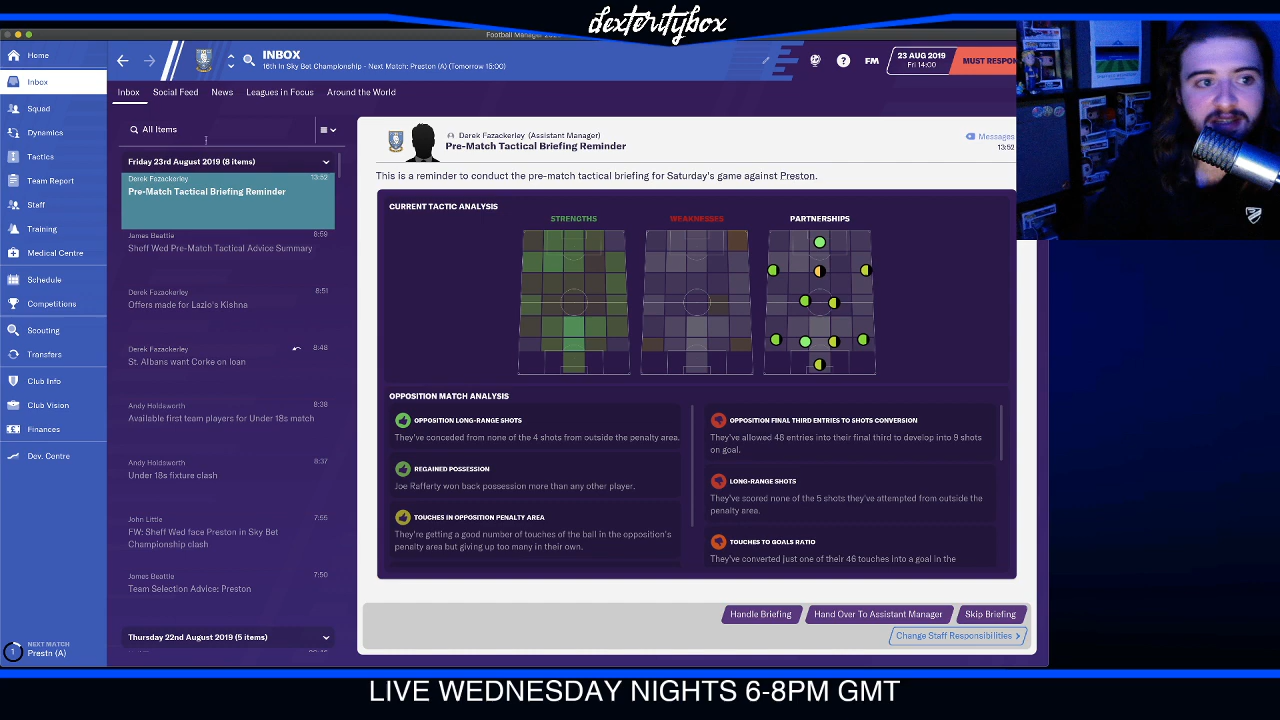 dexteritybox
Football Manager
Home
Inbox
Squad
Dynamics
Tactics
Team Report
Staff
Training
Medical Centre
Schedule
Competitions
Scouting
Transfers
Club Info
Club Vision
Finances
Dev. Centre
1
NEXT MATCH
Prestn (A)
INBOX
16th In Sky Bet Championship - Next Match: Preston (A) (Tomorrow 15:00)
FM
23 AUG 2019
Fri 14:00
MUST RESPON
Inbox
Social Feed
News
Leagues in Focus
Around the World
All Items
Friday 23rd August 2019 (8 items)
Derek Fazackerley
13:52
Pre-Match Tactical Briefing Reminder
James Beattie
8:59
Sheff Wed Pre-Match Tactical Advice Summary
Derek Fazackerley
8:51
Offers made for Lazio's Kishna
Derek Fazackerley
8:48
St. Albans want Corke on loan
Andy Holdsworth
8:38
Available first team players for Under 18s match
Andy Holdsworth
8:37
Under 18s fixture clash
John Little
7:55
FW: Sheff Wed face Preston in Sky Bet
Championship clash
James Beattie
7:50
Team Selection Advice: Preston
Thursday 22nd August 2019 (5 items)
Derek Fazackerley (Assistant Manager)
Pre-Match Tactical Briefing Reminder
Messages
13:52
This is a reminder to conduct the pre-match tactical briefing for Saturday's game against Preston.
CURRENT TACTIC ANALYSIS
STRENGTHS
WEAKNESSES
PARTNERSHIPS
OPPOSITION MATCH ANALYSIS
OPPOSITION LONG-RANGE SHOTS
They've conceded from none of the 4 shots from outside the penalty area.
REGAINED POSSESSION
Joe Rafferty won back possession more than any other player.
TOUCHES IN OPPOSITION PENALTY AREA
They're getting a good number of touches of the ball in the opposition's
penalty area but giving up too many in their own.
OPPOSITION FINAL THIRD ENTRIES TO SHOTS CONVERSION
They've allowed 48 entries into their final third to develop into 9 shots
on goal.
LONG-RANGE SHOTS
They've scored none of the 5 shots they've attempted from outside the
penalty area.
TOUCHES TO GOALS RATIO
They've converted just one of their 46 touches into a goal in the
Handle Briefing
Hand Over To Assistant Manager
Skip Briefing
Change Staff Responsibilities
LIVE WEDNESDAY NIGHTS 6-8PM GMT